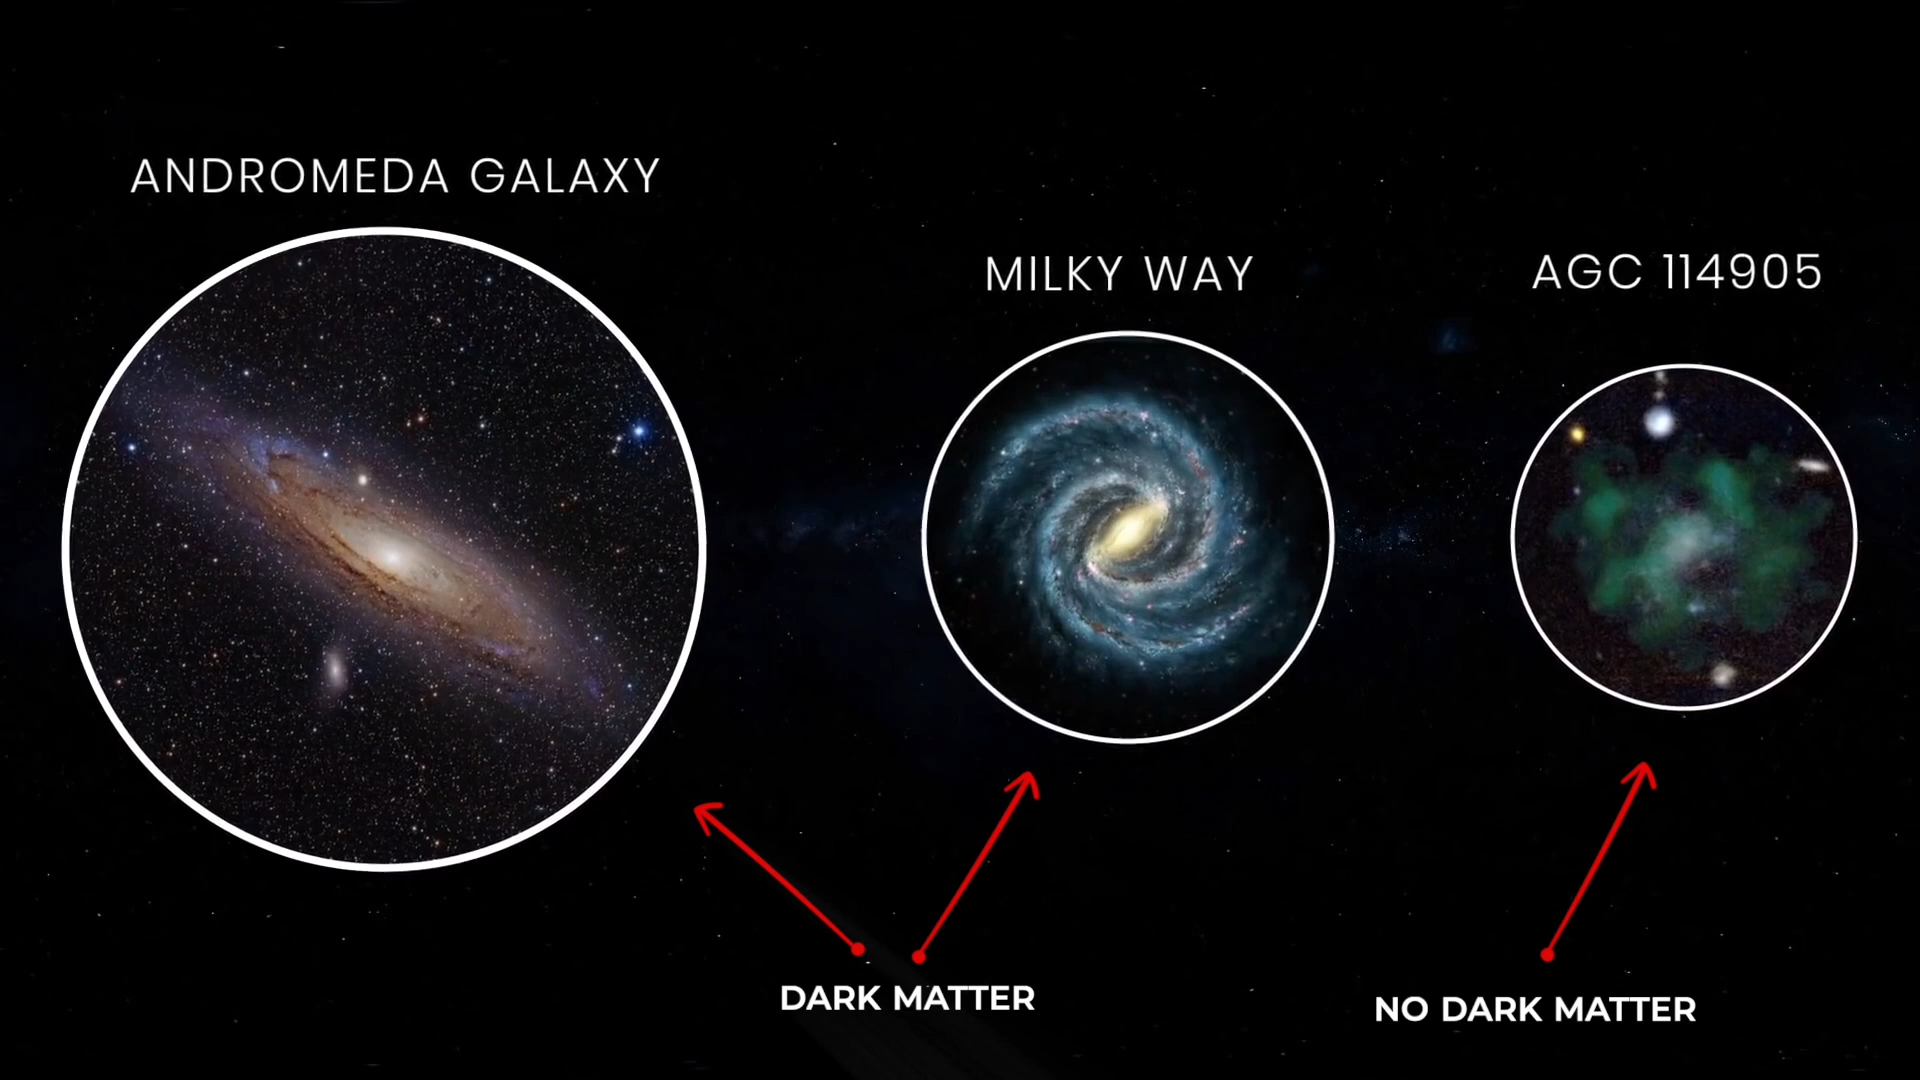 ANDROMEDA GALAXY
MILKY WAY
AGC 114905
DARK MATTER
NO DARK MATTER